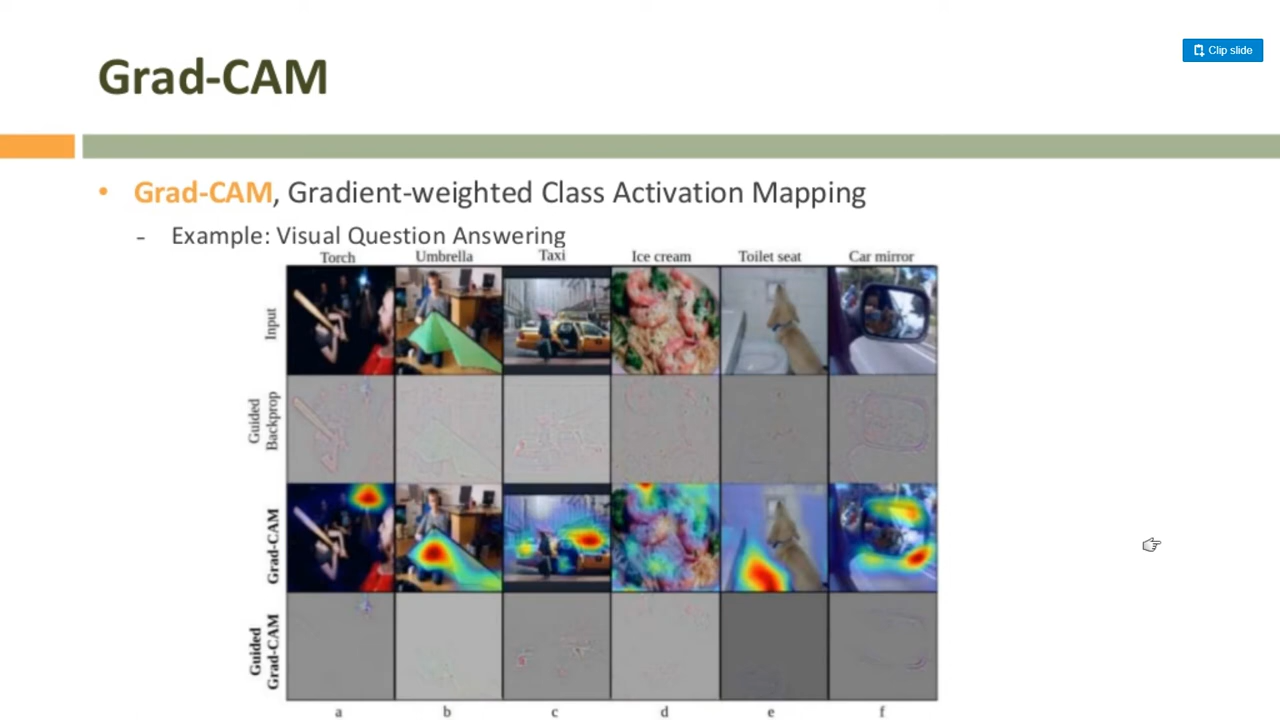 Clip slide
Grad-CAM
• Grad-CAM, Gradient-weighted Class Activation Mapping
- Example: Visual Question Answering
Torch Umbrella Taxi Ice cream Toilet seat Car mirror
Input
Guided
Backprop
Grad-CAM
Guided
Grad-CAM
a b c d e f